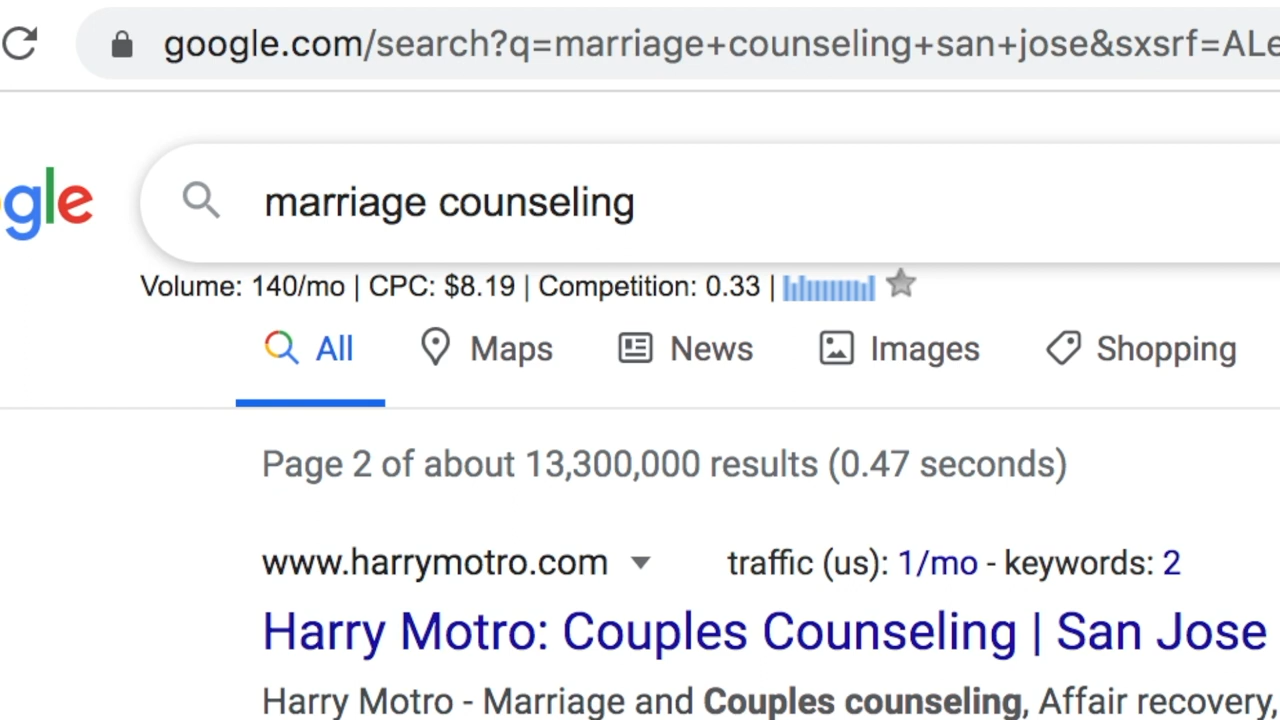 google.com/search?q=marriage+counseling+san+jose&sxsrf=ALe
gle
marriage counseling
Volume: 140/mo | CPC: $8.19 | Competition: 0.33 |
All Maps News Images Shopping
Page 2 of about 13,300,000 results (0.47 seconds)
www.harrymotro.com traffic (us): 1/mo - keywords: 2
Harry Motro: Couples Counseling | San Jose
Harry Motro - Marriage and Couples counseling, Affair recovery,